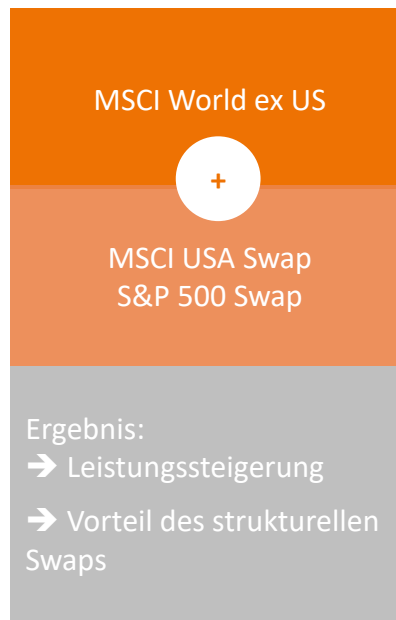 MSCI World ex US
+
MSCI USA Swap
S&P 500 Swap
Ergebnis:
➔ Leistungssteigerung
➔ Vorteil des strukturellen
Swaps